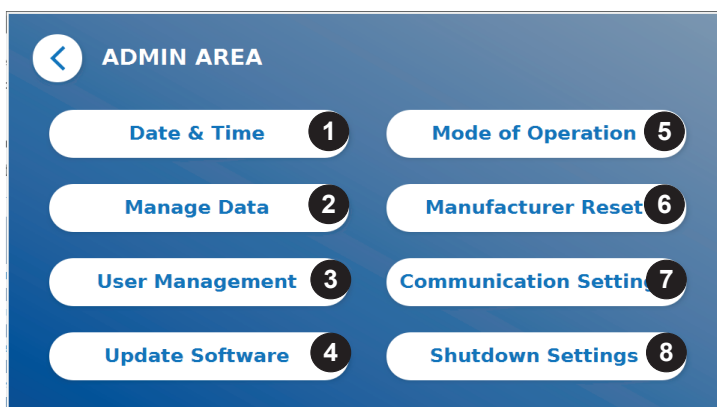 ADMIN AREA
Date & Time 1
Manage Data 2
User Management 3
Update Software 4
Mode of Operation 5
Manufacturer Reset 6
Communication Setting 7
Shutdown Settings 8